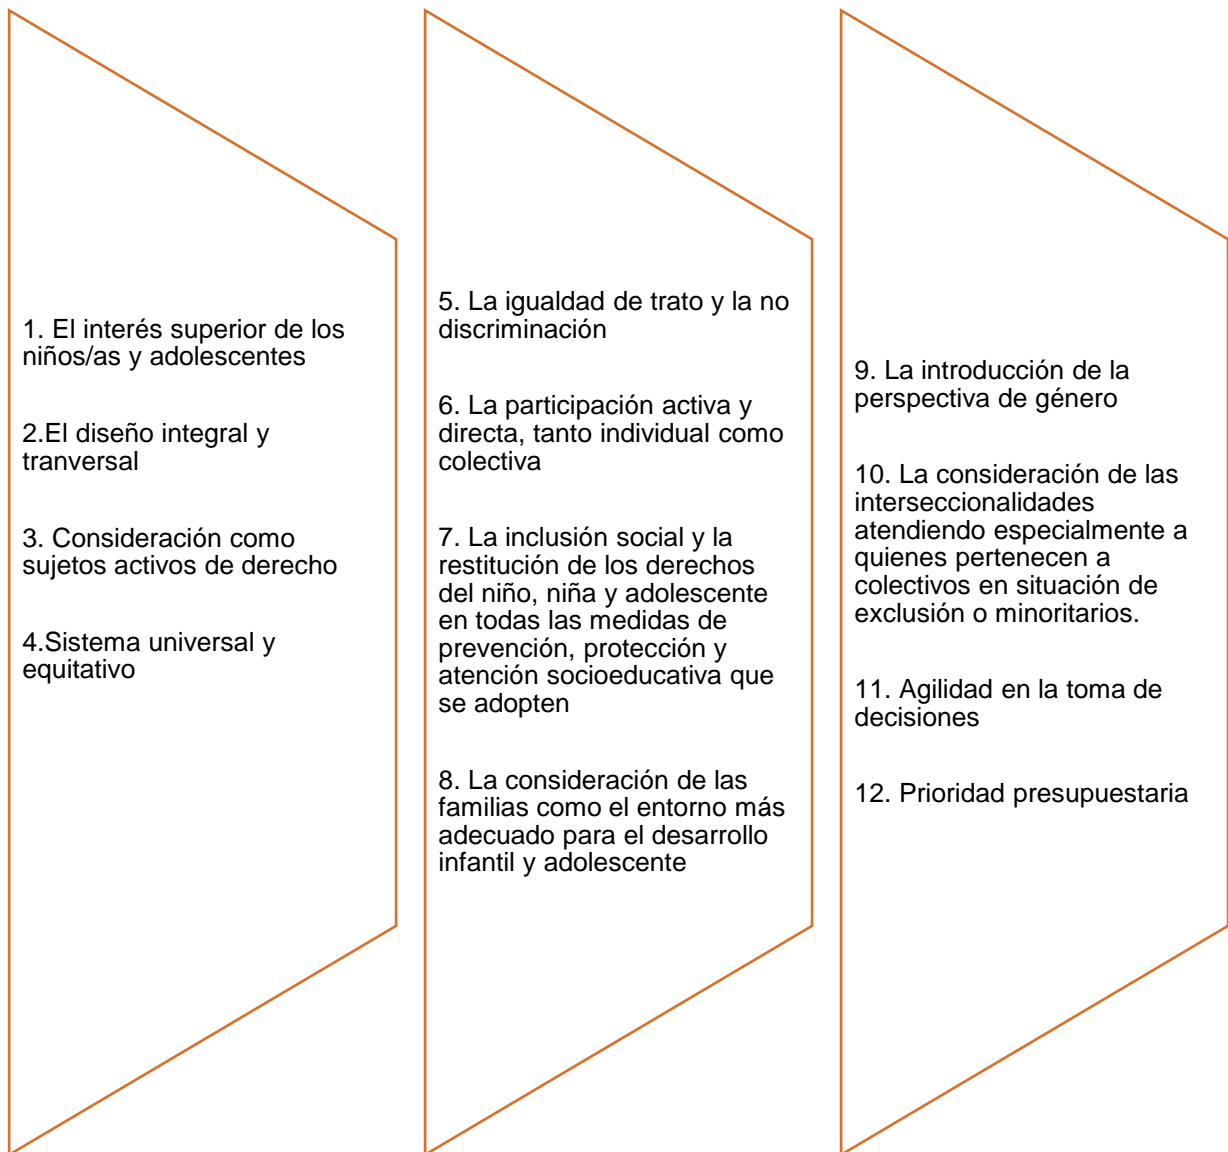 1. El interés superior de los
niños/as y adolescentes
2.El diseño integral y
tranversal
3. Consideración como
sujetos activos de derecho
4.Sistema universal y
equitativo
5. La igualdad de trato y la no
discriminación
6. La participación activa y
directa, tanto individual como
colectiva
7. La inclusión social y la
restitución de los derechos
del niño, niña y adolescente
en todas las medidas de
prevención, protección y
atención socioeducativa que
se adopten
8. La consideración de las
familias como el entorno más
adecuado para el desarrollo
infantil y adolescente
9. La introducción de la
perspectiva de género
10. La consideración de las
interseccionalidades
atendiendo especialmente a
quienes pertenecen a
colectivos en situación de
exclusión o minoritarios.
11. Agilidad en la toma de
decisiones
12. Prioridad presupuestaria